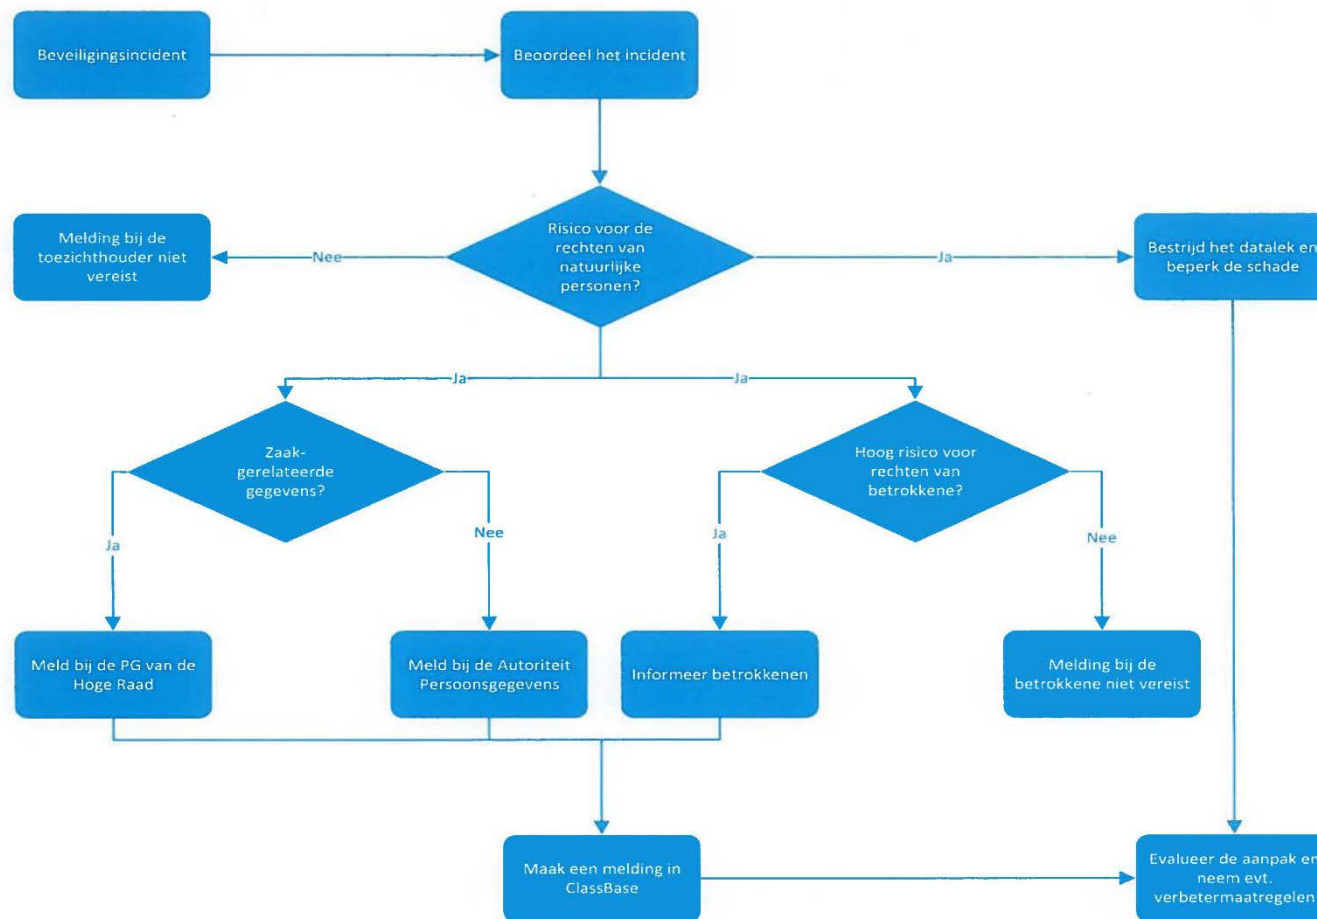 Beveiligingsincident
Beoordeel het incident
Melding bij de
toezichthouder niet
vereist
Nee
Risico voor de
rechten van
natuurlijke
personen?
Ja
Bestrijd het datalek en
beperk de schade
Ja
Ja
Zaak-
gerelateerde
gegevens?
Hoog risico voor
rechten van
betrokkene?
Ja
Nee
Ja
Nee
Meld bij de PG van de
Hoge Raad
Meld bij de Autoriteit
Persoonsgegevens
Informeer betrokkenen
Melding bij de
betrokkene niet vereist
Maak een melding in
ClassBase
Evalueer de aanpak en
neem evt.
verbetermaatregelen